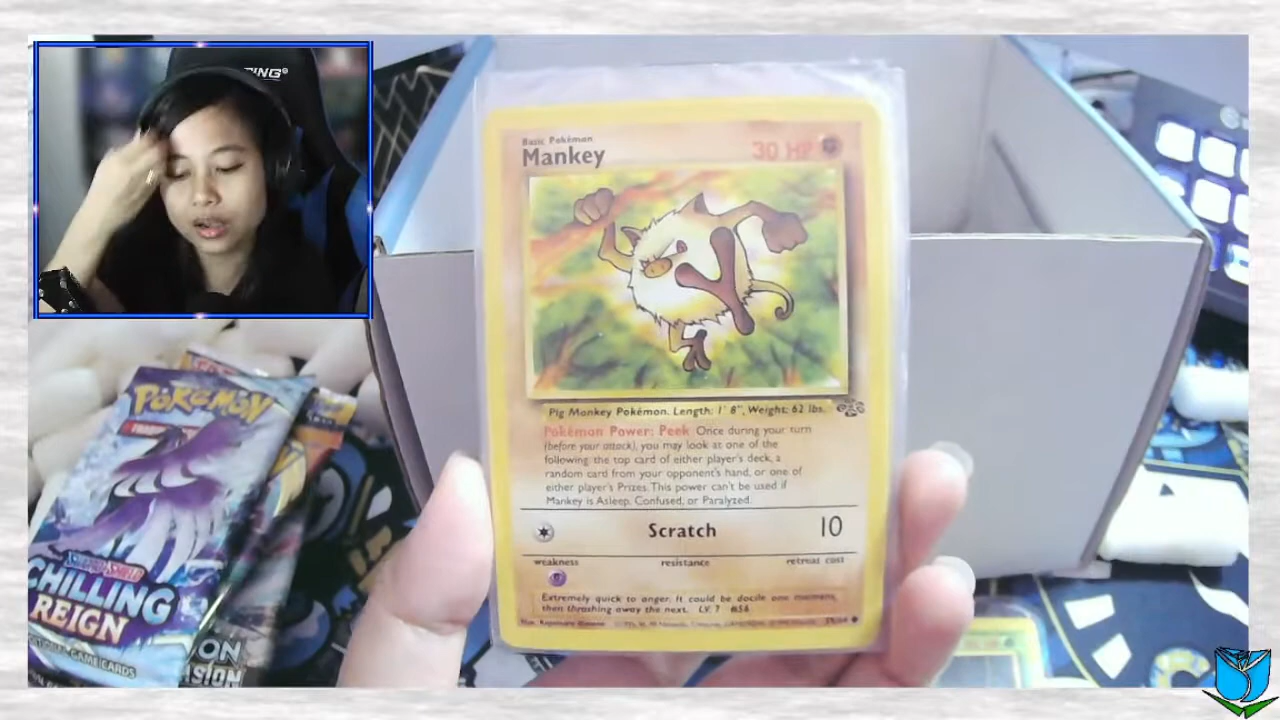 ING®
Basic Pokémon
Mankey
30 HP
Pig Monkey Pokémon. Length: 1' 8", Weight: 62 lbs.
Pokémon Power: Peek Once during your turn
(before your attack), you may look at one of the
following: the top card of either player's deck, a
random card from your opponent's hand, or one of
either player's Prizes. This power can't be used if
Mankey is Asleep, Confused, or Paralyzed.
Scratch 10
weakness resistance retreat cost
Extremely quick to anger. It could be docile one moment,
then thrashing away the next. LV. 7 #56
POKÉMON
SWORD & SHIELD
CHILLING
REIGN